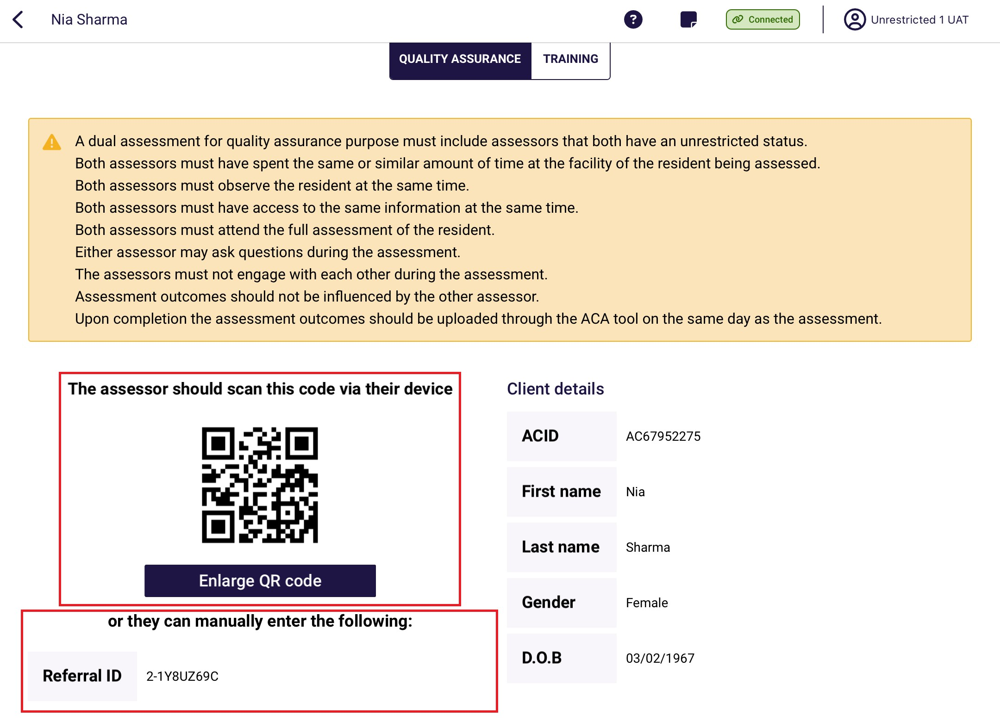 Nia Sharma
?
Connected
Unrestricted 1 UAT
QUALITY ASSURANCE
TRAINING
A dual assessment for quality assurance purpose must include assessors that both have an unrestricted status.
Both assessors must have spent the same or similar amount of time at the facility of the resident being assessed.
Both assessors must observe the resident at the same time.
Both assessors must have access to the same information at the same time.
Both assessors must attend the full assessment of the resident.
Either assessor may ask questions during the assessment.
The assessors must not engage with each other during the assessment.
Assessment outcomes should not be influenced by the other assessor.
Upon completion the assessment outcomes should be uploaded through the ACA tool on the same day as the assessment.
The assessor should scan this code via their device
Enlarge QR code
or they can manually enter the following:
Referral ID 2-1Y8UZ69C
Client details
ACID AC67952275
First name Nia
Last name Sharma
Gender Female
D.O.B 03/02/1967